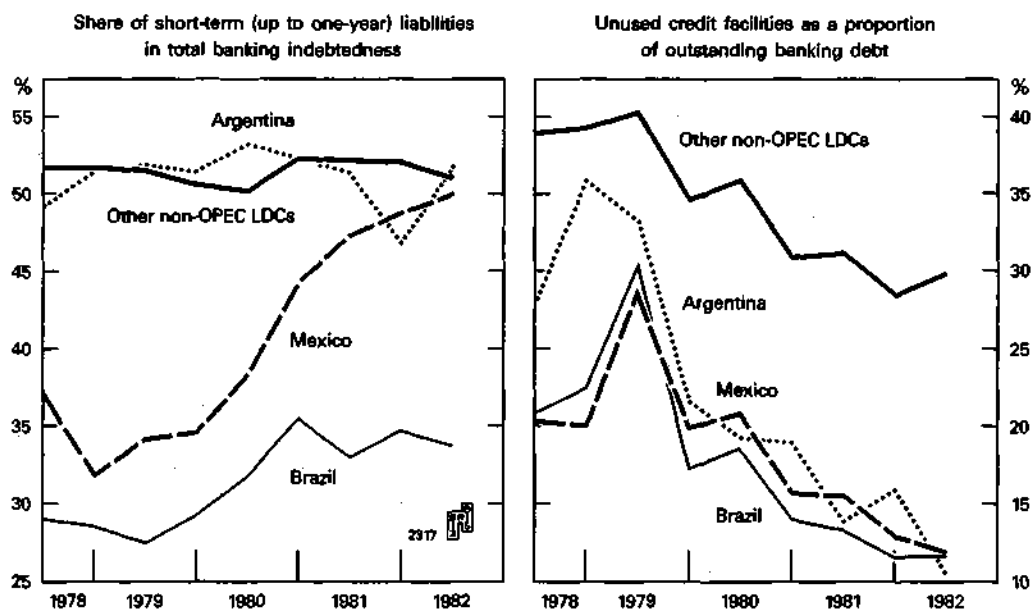 Share of short-term (up to one-year) liabilities
in total banking indebtedness
%
55
50
45
40
35
30
25
Argentina
Other non-OPEC LDCs
Mexico
Brazil
2317
1978 1979 1980 1981 1982
Unused credit facilities as a proportion
of outstanding banking debt
%
40
35
30
25
20
15
10
Other non-OPEC LDCs
Argentina
Mexico
Brazil
1978 1979 1980 1981 1982